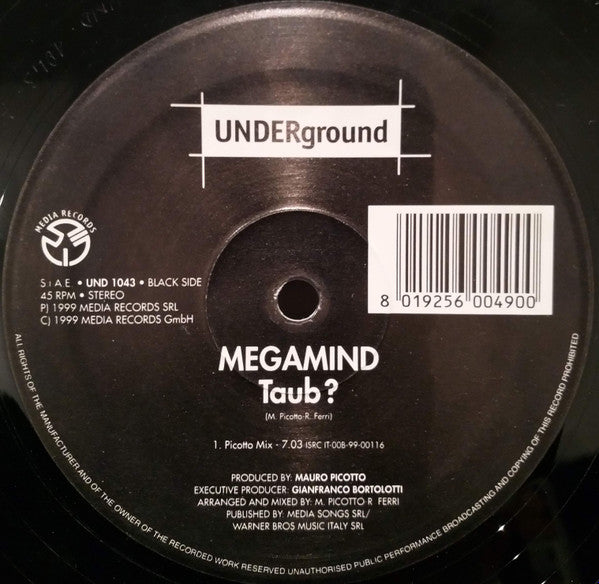 UNDERground
MEDIA RECORDS
S i A E. • UND 1043 • BLACK SIDE
45 RPM • STEREO
P) 1999 MEDIA RECORDS SRL
C) 1999 MEDIA RECORDS GmbH
8 019256 004900
MEGAMIND
Taub?
(M. Picotto-R. Ferri)
1. Picotto Mix - 7.03 ISRC IT-00B-99-00116
PRODUCED BY: MAURO PICOTTO
EXECUTIVE PRODUCER: GIANFRANCO BORTOLOTTI
ARRANGED AND MIXED BY: M. PICOTTO R. FERRI
PUBLISHED BY: MEDIA SONGS SRL/
WARNER BROS MUSIC ITALY SRL
ALL RIGHTS OF THE MANUFACTURER AND OF THE OWNER OF THE RECORDED WORK RESERVED UNAUTHORISED PUBLIC PERFORMANCE BROADCASTING AND COPYING OF THIS RECORD PROHIBITED